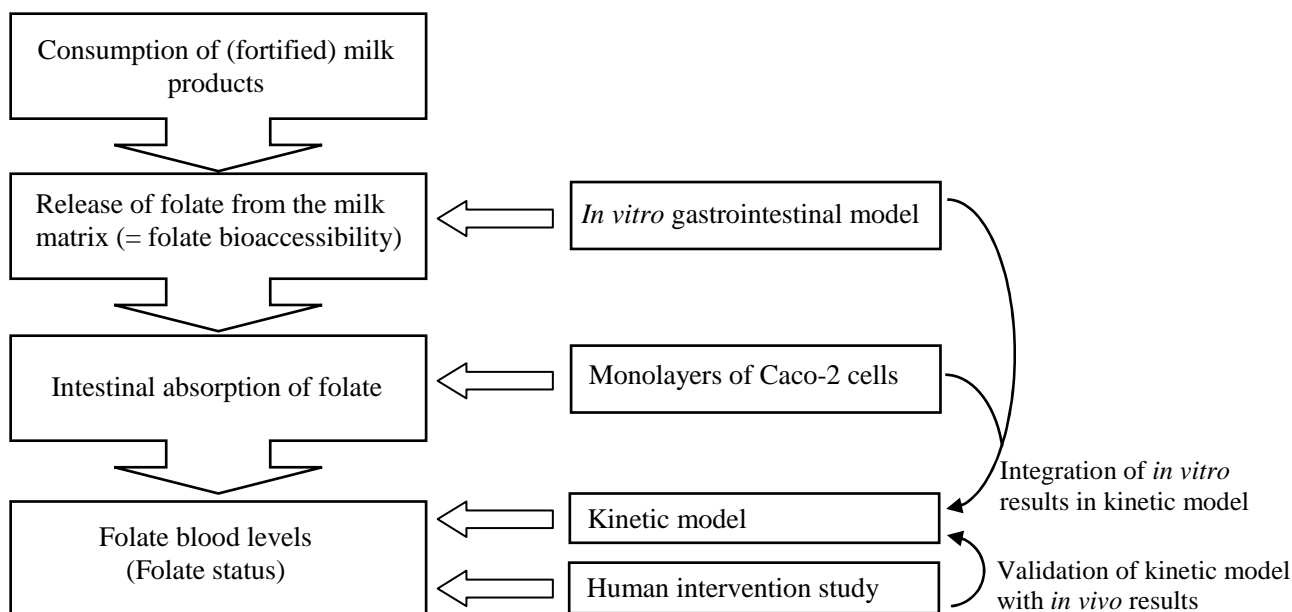 Consumption of (fortified) milk
products
Release of folate from the milk
matrix (= folate bioaccessibility)
In vitro gastrointestinal model
Intestinal absorption of folate
Monolayers of Caco-2 cells
Integration of in vitro
results in kinetic model
Folate blood levels
(Folate status)
Kinetic model
Human intervention study
Validation of kinetic model
with in vivo results